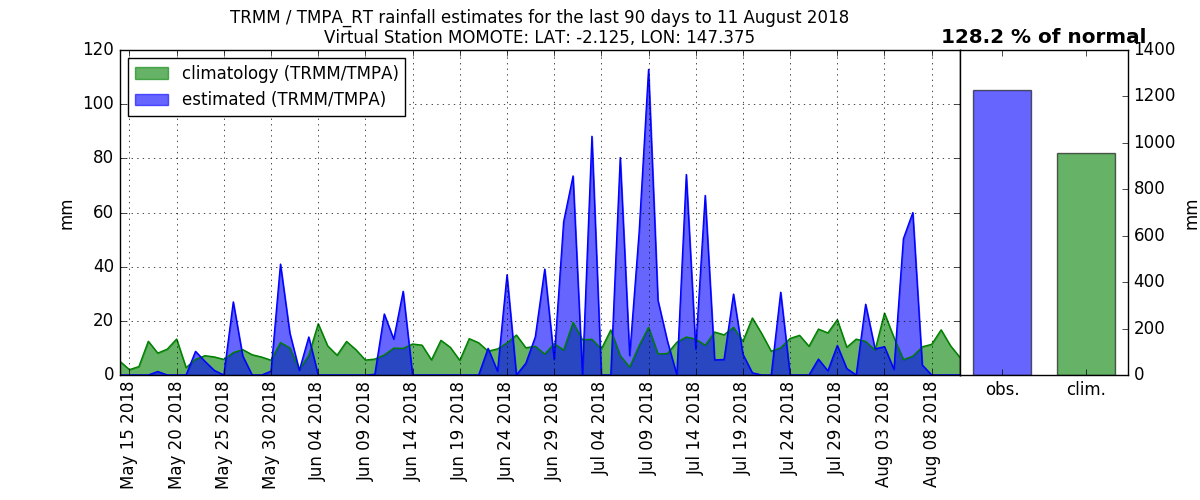 TRMM / TMPA_RT rainfall estimates for the last 90 days to 11 August 2018
Virtual Station MOMOTE: LAT: -2.125, LON: 147.375
128.2 % of normal
climatology (TRMM/TMPA)
estimated (TRMM/TMPA)
mm
120
100
80
60
40
20
0
May 15 2018
May 20 2018
May 25 2018
May 30 2018
Jun 04 2018
Jun 09 2018
Jun 14 2018
Jun 19 2018
Jun 24 2018
Jun 29 2018
Jul 04 2018
Jul 09 2018
Jul 14 2018
Jul 19 2018
Jul 24 2018
Jul 29 2018
Aug 03 2018
Aug 08 2018
obs.
clim.
1400
1200
1000
800
600
400
200
0
mm